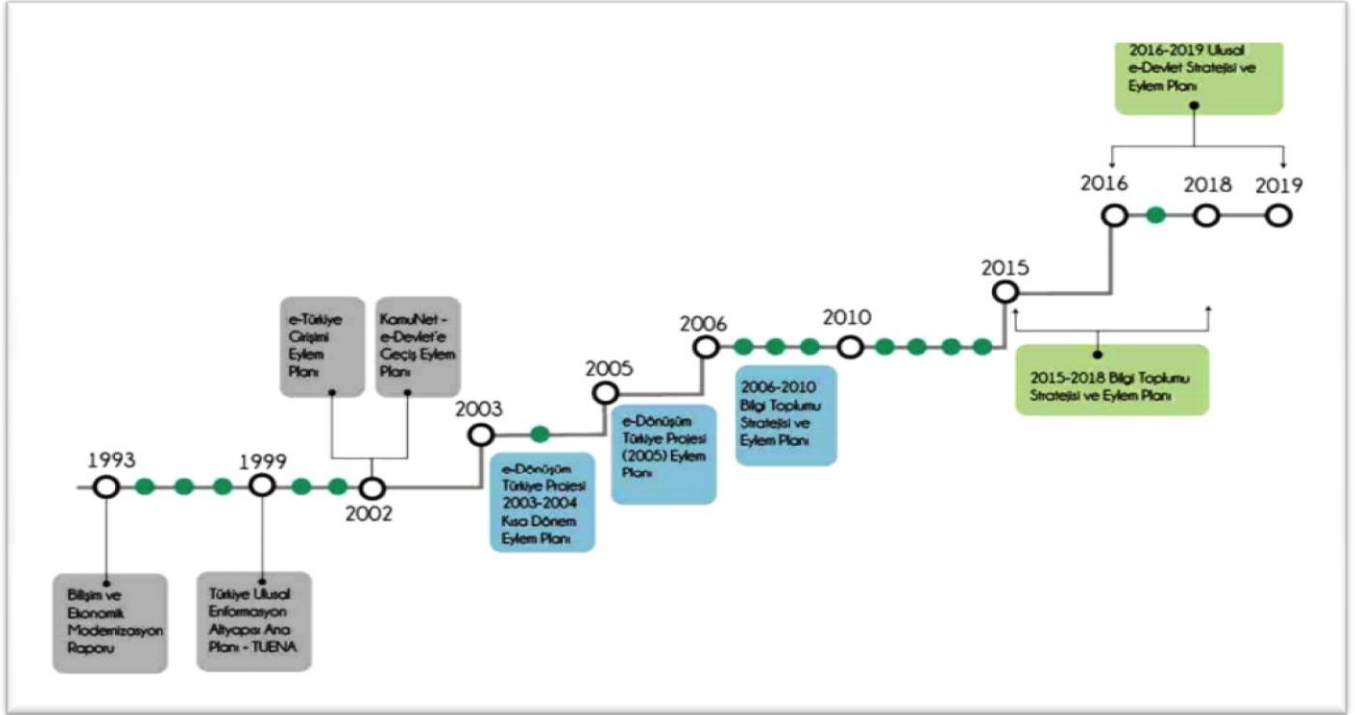 2016-2019 Ulusal
e-Devlet Stratejisi ve
Eylem Planı
2016
2018
2019
2015
2015-2018 Bilgi Toplumu
Stratejisi ve Eylem Planı
2006
2010
2006-2010
Bilgi Toplumu
Stratejisi ve
Eylem Planı
2005
e-Dönüşüm
Türkiye Projesi
(2005) Eylem
Planı
2003
e-Dönüşüm
Türkiye Projesi
2003-2004
Kısa Dönem
Eylem Planı
e-Türkiye
Girişimi
Eylem
Planı
KamuNet -
e-Devlet'e
Geçiş Eylem
Planı
2002
1993
1999
Bilişim ve
Ekonomik
Modernizasyon
Raporu
Türkiye Ulusal
Enformasyon
Altyapısı Ana
Planı - TUENA